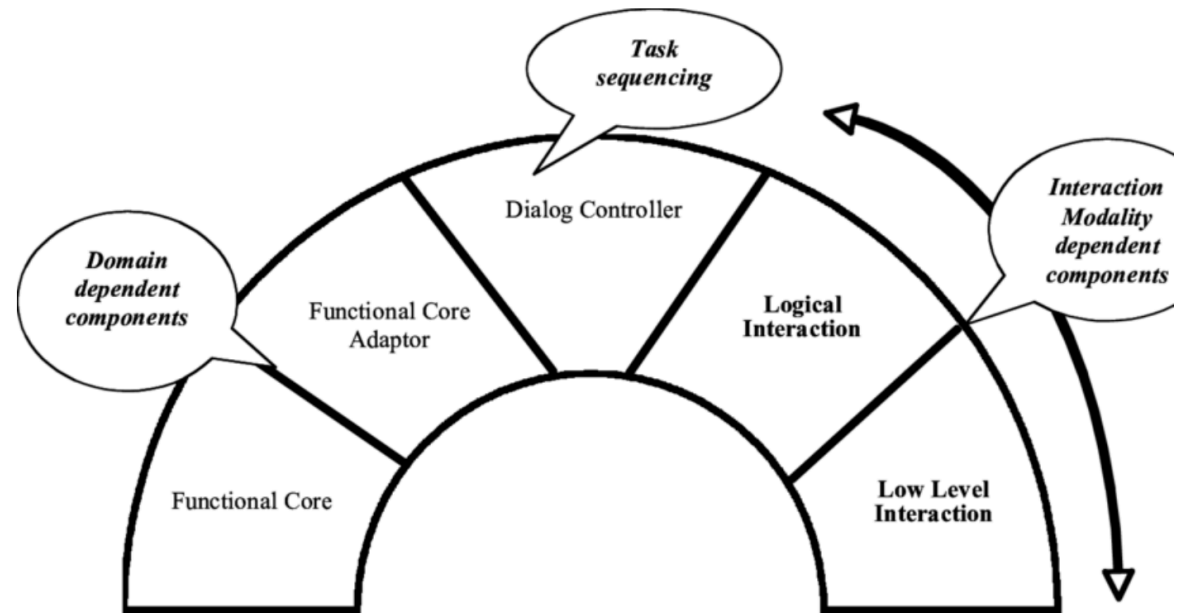 Task
sequencing
Dialog Controller
Interaction
Modality
dependent
components
Domain
dependent
components
Functional Core
Adaptor
Logical
Interaction
Functional Core
Low Level
Interaction